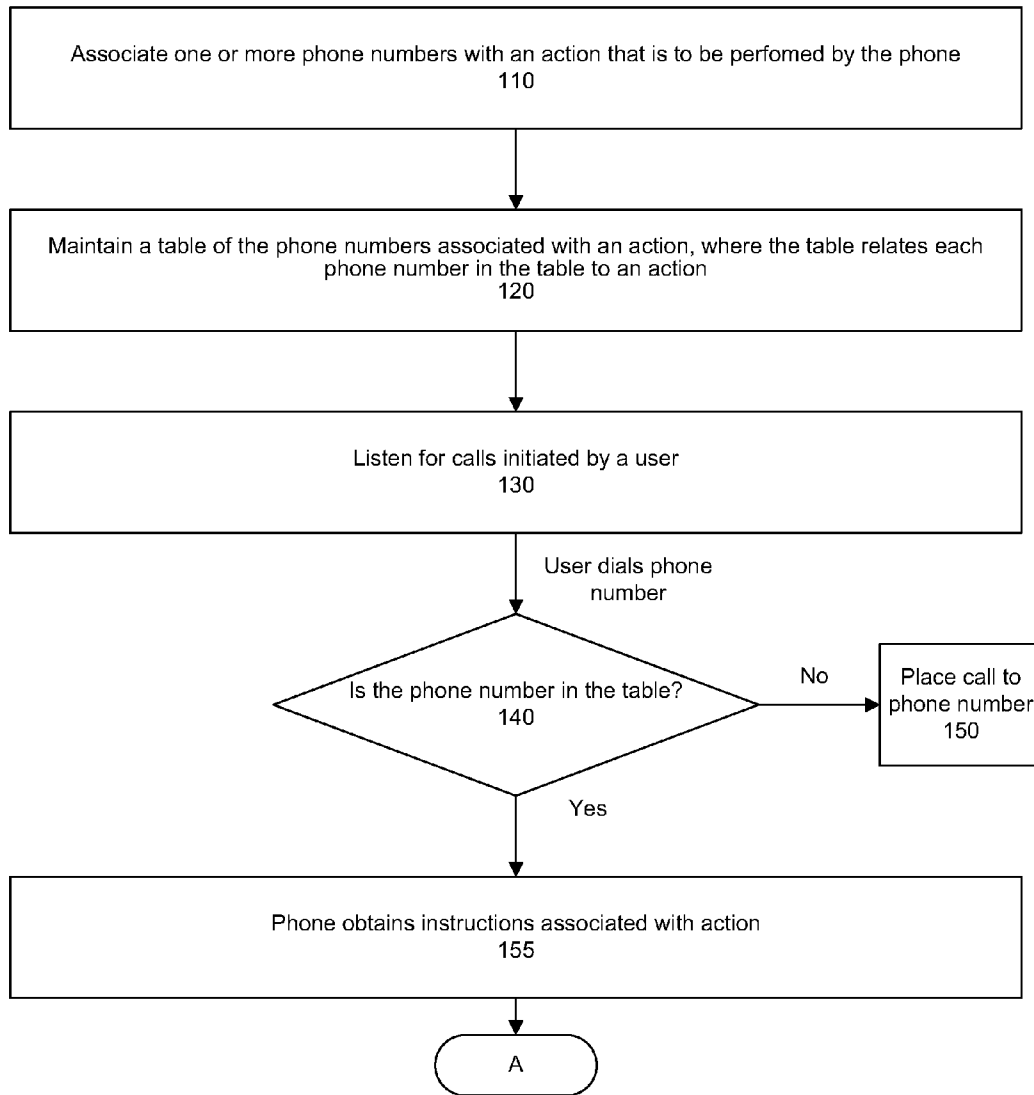 Associate one or more phone numbers with an action that is to be perfomed by the phone
110
Maintain a table of the phone numbers associated with an action, where the table relates each
phone number in the table to an action
120
Listen for calls initiated by a user
130
User dials phone
number
Is the phone number in the table?
140
No
Place call to
phone number
150
Yes
Phone obtains instructions associated with action
155
A